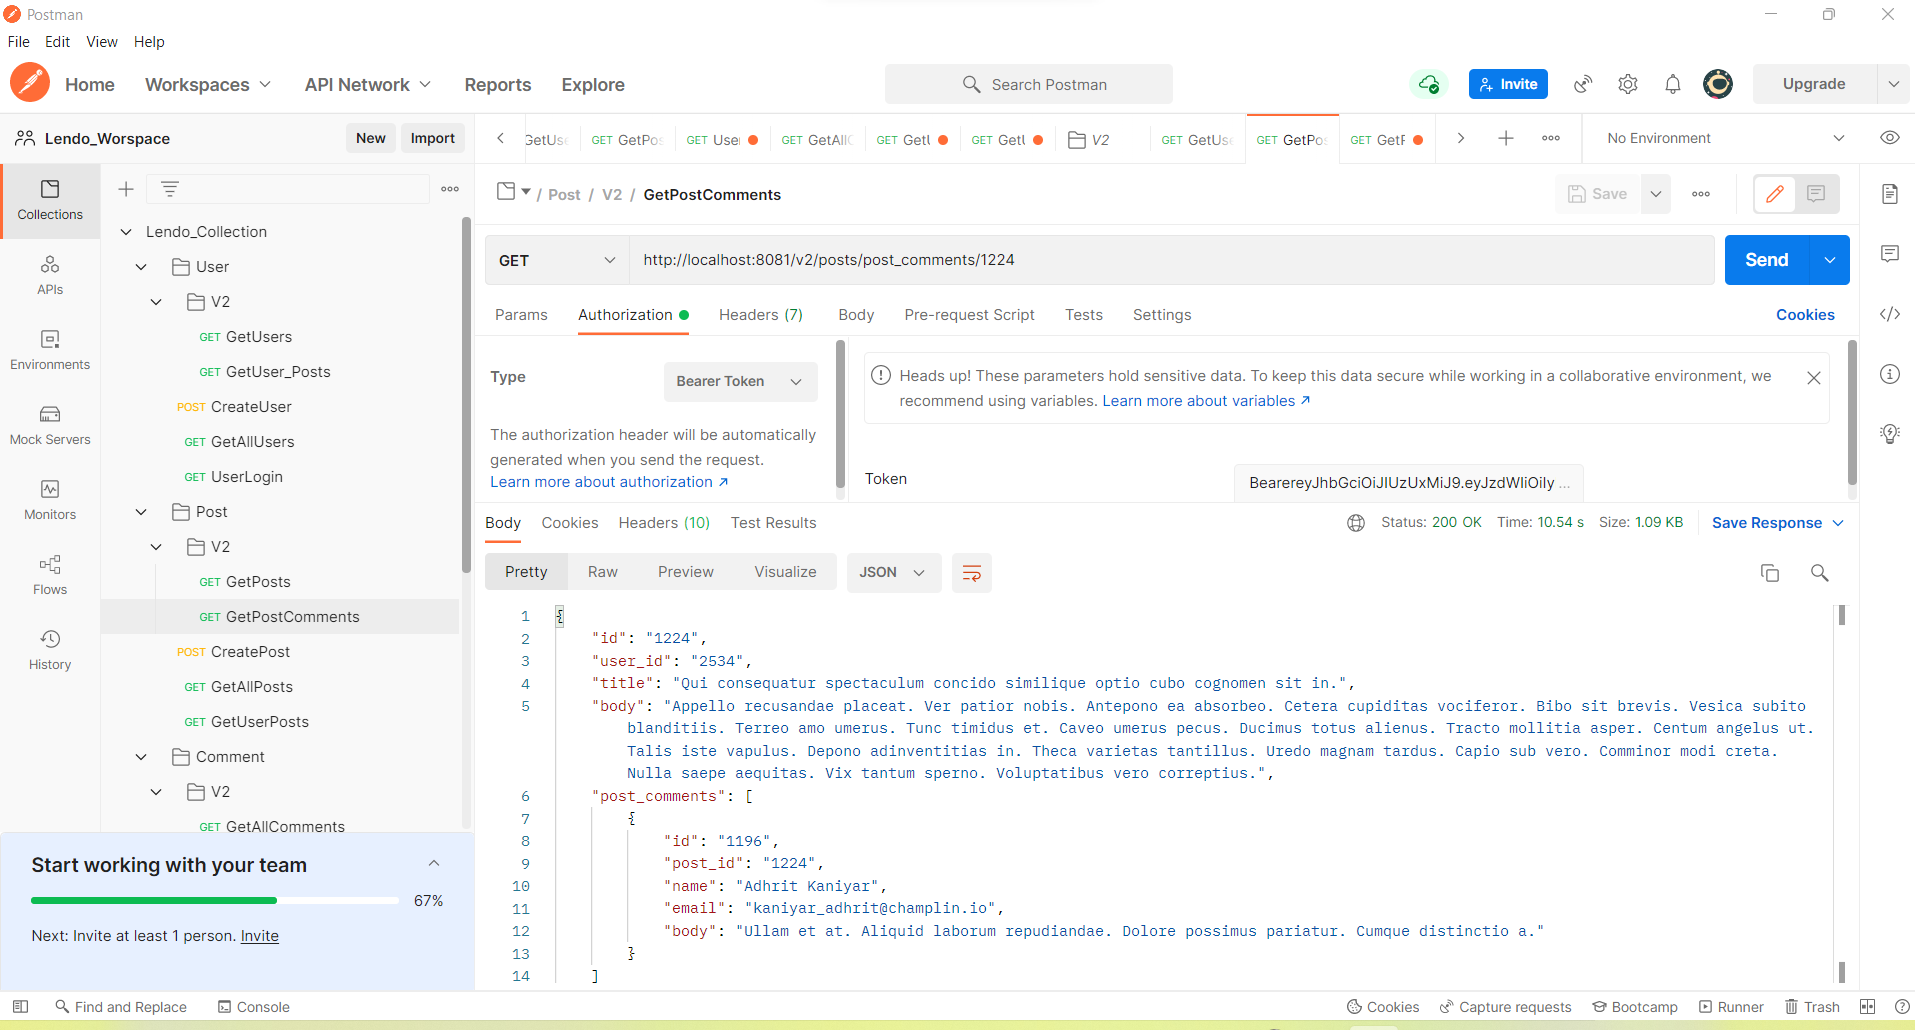 Postman
File Edit View Help
Home Workspaces API Network Reports Explore Search Postman Invite Upgrade
Lendo_Worspace New Import
GetUse GET GetPos GET User GET GetAllC GET GetU GET GetU V2 GET GetUse GET GetPos GET GetP No Environment
/ Post / V2 / GetPostComments Save
Collections
APIs
Environments
Mock Servers
Monitors
Flows
History
Lendo_Collection
User
V2
GET GetUsers
GET GetUser_Posts
POST CreateUser
GET GetAllUsers
GET UserLogin
Post
V2
GET GetPosts
GET GetPostComments
POST CreatePost
GET GetAllPosts
GET GetUserPosts
Comment
V2
GET GetAllComments
Start working with your team
67%
Next: Invite at least 1 person. Invite
GET http://localhost:8081/v2/posts/post_comments/1224 Send
Params Authorization Headers (7) Body Pre-request Script Tests Settings Cookies
Type Bearer Token
The authorization header will be automatically
generated when you send the request.
Learn more about authorization ↗
Heads up! These parameters hold sensitive data. To keep this data secure while working in a collaborative environment, we
recommend using variables. Learn more about variables ↗
Token BearereyJhbGciOiJIUzUxMiJ9.eyJzdWIiOiIy ...
Body Cookies Headers (10) Test Results Status: 200 OK Time: 10.54 s Size: 1.09 KB Save Response
Pretty Raw Preview Visualize JSON
1 {
2 "id": "1224",
3 "user_id": "2534",
4 "title": "Qui consequatur spectaculum concido similique optio cubo cognomen sit in.",
5 "body": "Appello recusandae placeat. Ver patior nobis. Antepono ea absorbeo. Cetera cupiditas vociferor. Bibo sit brevis. Vesica subito
blanditiis. Terreo amo umerus. Tunc timidus et. Caveo umerus pecus. Ducimus totus alienus. Tracto mollitia asper. Centum angelus ut.
Talis iste vapulus. Depono adinventitias in. Theca varietas tantillus. Uredo magnam tardus. Capio sub vero. Comminor modi creta.
Nulla saepe aequitas. Vix tantum sperno. Voluptatibus vero correptius.",
6 "post_comments": [
7 {
8 "id": "1196",
9 "post_id": "1224",
10 "name": "Adhrit Kaniyar",
11 "email": "kaniyar_adhrit@champlin.io",
12 "body": "Ullam et at. Aliquid laborum repudiandae. Dolore possimus pariatur. Cumque distinctio a."
13 }
14 ]
Find and Replace Console Cookies Capture requests Bootcamp Runner Trash